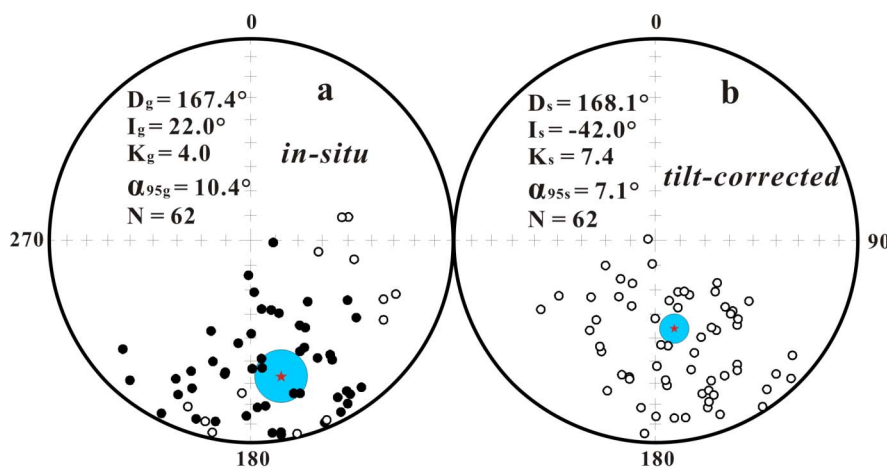 0
a
Dg = 167.4°
Ig = 22.0°
Kg = 4.0
α95g = 10.4°
N = 62
in-situ
270
180
0
b
Ds = 168.1°
Is = -42.0°
Ks = 7.4
α95s = 7.1°
N = 62
tilt-corrected
90
180